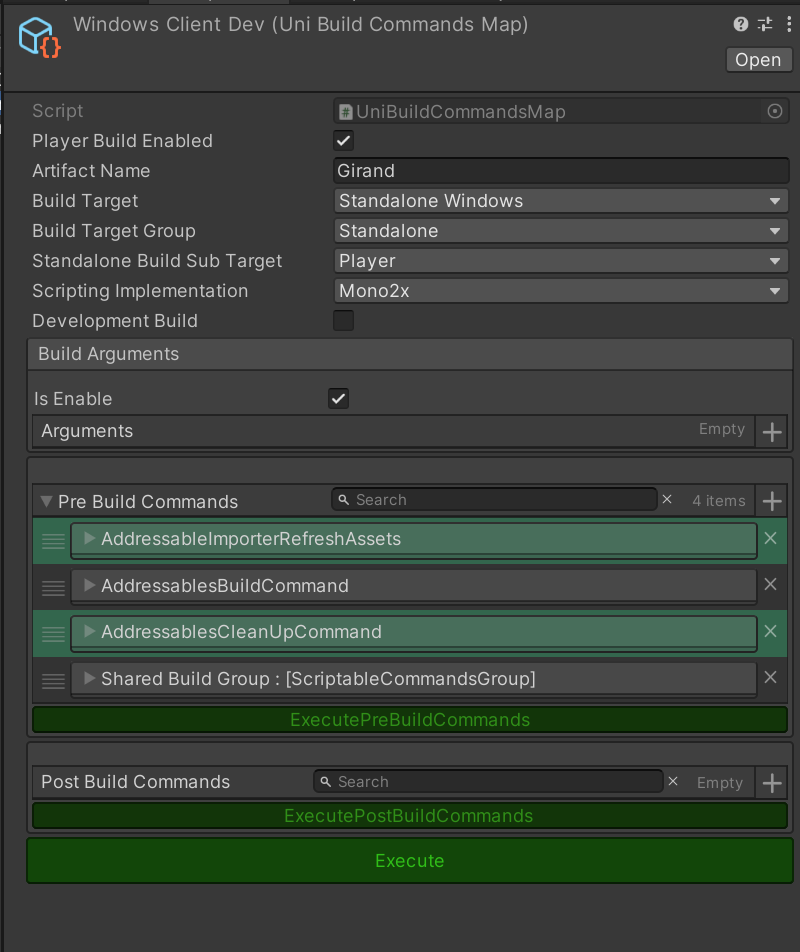 Windows Client Dev (Uni Build Commands Map)
Open
Script
UniBuildCommandsMap
Player Build Enabled
Artifact Name
Girand
Build Target
Standalone Windows
Build Target Group
Standalone
Standalone Build Sub Target
Player
Scripting Implementation
Mono2x
Development Build
Build Arguments
Is Enable
Arguments
Empty
Pre Build Commands
Search
4 items
AddressableImporterRefreshAssets
AddressablesBuildCommand
AddressablesCleanUpCommand
Shared Build Group : [ScriptableCommandsGroup]
ExecutePreBuildCommands
Post Build Commands
Search
Empty
ExecutePostBuildCommands
Execute